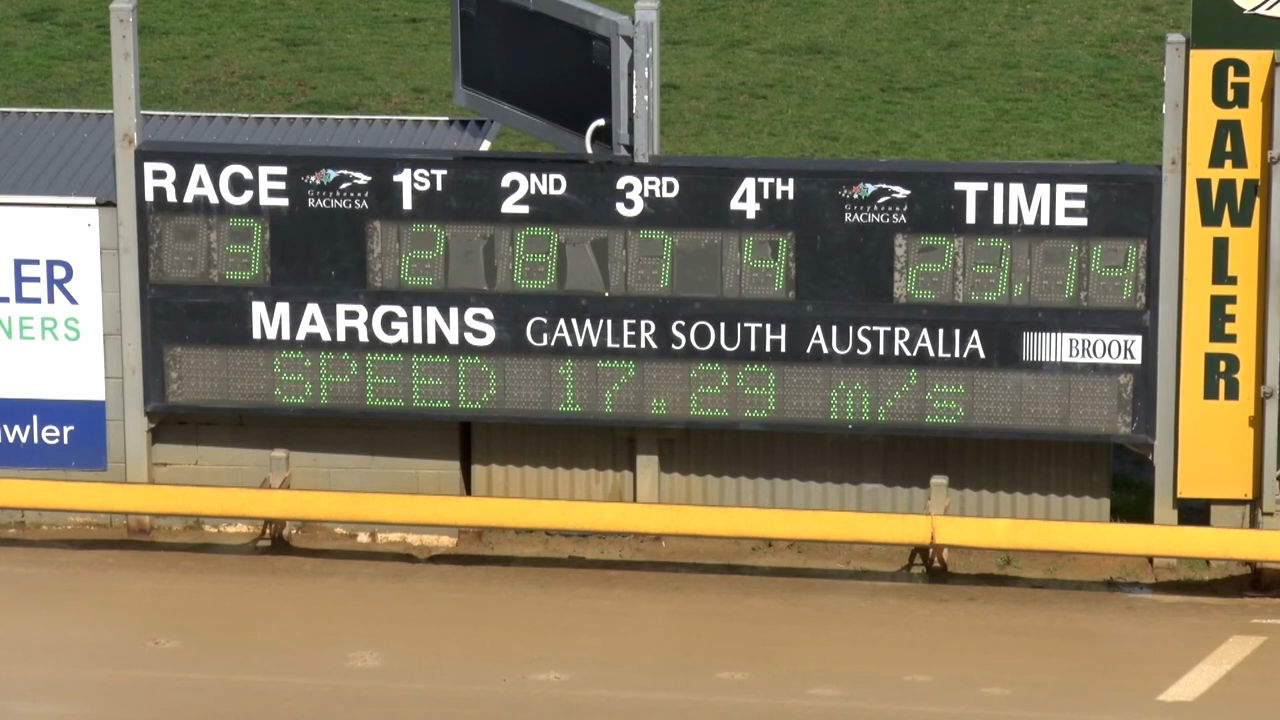 RACE Greyhound RACING SA 1ST 2ND 3RD 4TH Greyhound RACING SA TIME
3 2 8 7 4 23.14
MARGINS GAWLER SOUTH AUSTRALIA BROOK
SPEED 17.29 m/s
LER
NERS
awler
GAWLER